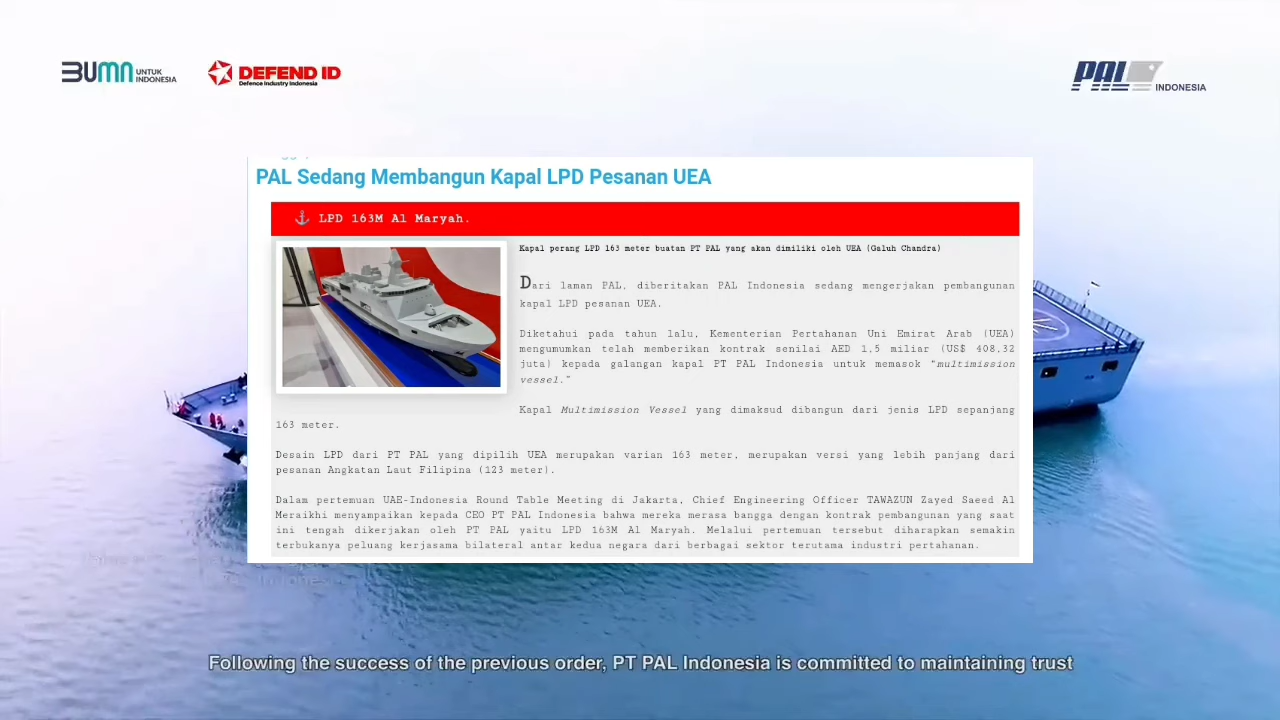 BUMN UNTUK
INDONESIA
DEFEND ID
Defence Industry Indonesia
PAL
INDONESIA
PAL Sedang Membangun Kapal LPD Pesanan UEA
⚓ LPD 163M Al Maryah.
Kapal perang LPD 163 meter buatan PT PAL yang akan dimiliki oleh UEA (Galuh Chandra)
Dari laman PAL, diberitakan PAL Indonesia sedang mengerjakan pembangunan
kapal LPD pesanan UEA.
Diketahui pada tahun lalu, Kementerian Pertahanan Uni Emirat Arab (UEA)
mengumumkan telah memberikan kontrak senilai AED 1,5 miliar (US$ 408,32
juta) kepada galangan kapal PT PAL Indonesia untuk memasok "multimission
vessel."
Kapal Multimission Vessel yang dimaksud dibangun dari jenis LPD sepanjang
163 meter.
Desain LPD dari PT PAL yang dipilih UEA merupakan varian 163 meter, merupakan versi yang lebih panjang dari
pesanan Angkatan Laut Filipina (123 meter).
Dalam pertemuan UAE-Indonesia Round Table Meeting di Jakarta, Chief Engineering Officer TAWAZUN Zayed Saeed Al
Meraikhi menyampaikan kepada CEO PT PAL Indonesia bahwa mereka merasa bangga dengan kontrak pembangunan yang saat
ini tengah dikerjakan oleh PT PAL yaitu LPD 163M Al Maryah. Melalui pertemuan tersebut diharapkan semakin
terbukanya peluang kerjasama bilateral antar kedua negara dari berbagai sektor terutama industri pertahanan.
Following the success of the previous order, PT PAL Indonesia is committed to maintaining trust